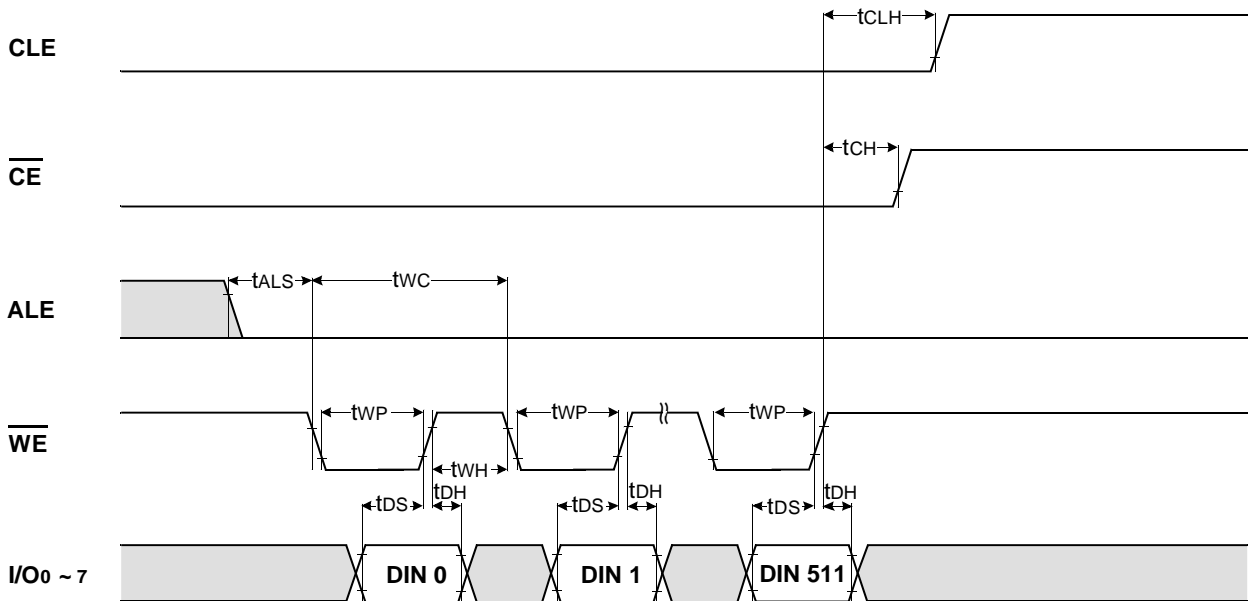 tCLH
CLE
tCH
CE
tALS
tWC
ALE
tWP
tWP
tWP
WE
tWH
tDS
tDH
tDS
tDH
tDS
tDH
I/O0 ~ 7
DIN 0
DIN 1
DIN 511